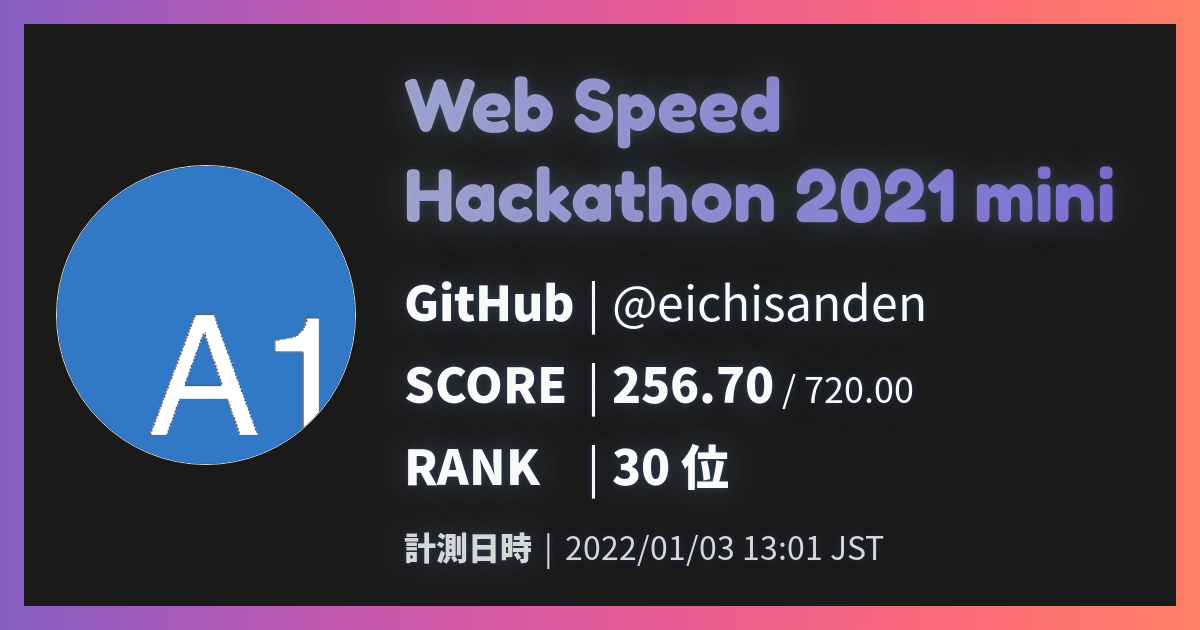 Web Speed
Hackathon 2021 mini
A1
GitHub | @eichisanden
SCORE | 256.70 / 720.00
RANK | 30 位
計測日時 | 2022/01/03 13:01 JST